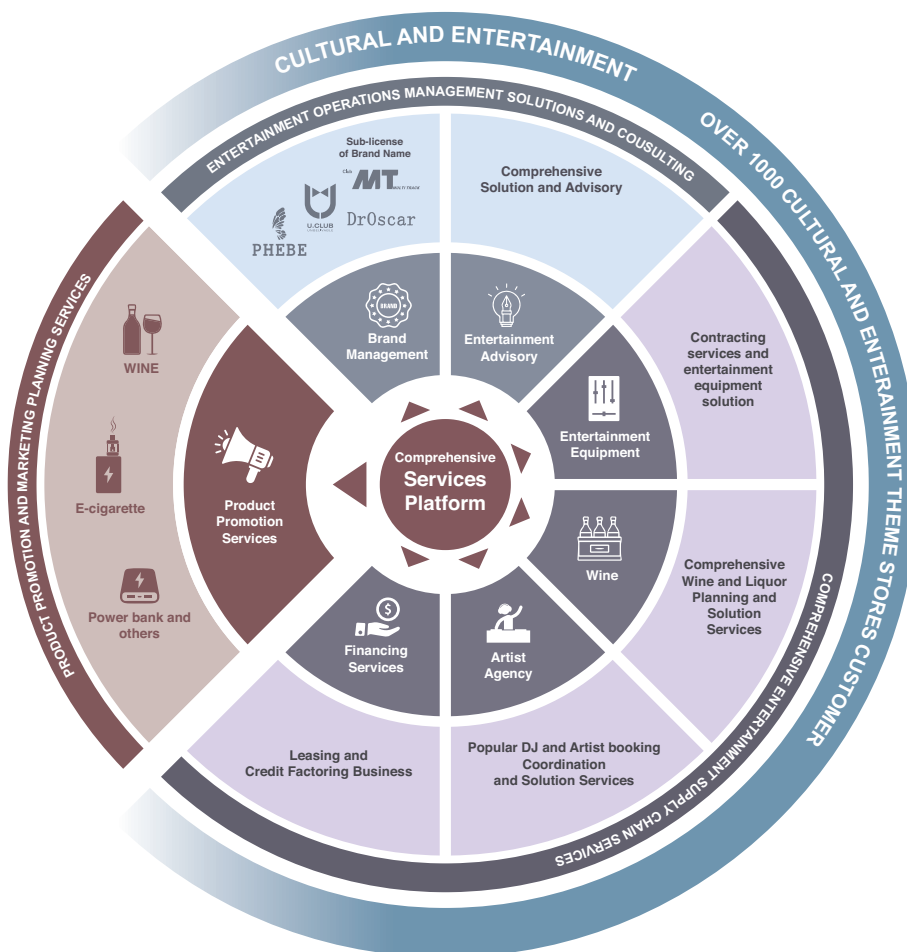 CULTURAL AND ENTERTAINMENT
OVER 1000 CULTURAL AND ENTERAINMENT THEME STORES CUSTOMER
ENTERTAINMENT OPERATIONS MANAGEMENT SOLUTIONS AND COUSULTING
Sub-license
of Brand Name
Club
MT
MULTI TRADE
U.CLUB
DrOscar
PHEBE
Comprehensive
Solution and Advisory
BRAND
Brand
Management
Entertainment
Advisory
PRODUCT PROMOTION AND MARKETING PLANNING SERVICES
WINE
E-cigarette
Power bank and
others
Product
Promotion
Services
Comprehensive
Services
Platform
Entertainment
Equipment
Contracting
services and
entertainment
equipment
solution
Wine
Comprehensive
Wine and Liquor
Planning and
Solution
Services
$
Financing
Services
Artist
Agency
Leasing and
Credit Factoring Business
Popular DJ and Artist booking
Coordination
and Solution Services
COMPREHENSIVE ENTERTAINMENT SUPPLY CHAIN SERVICES